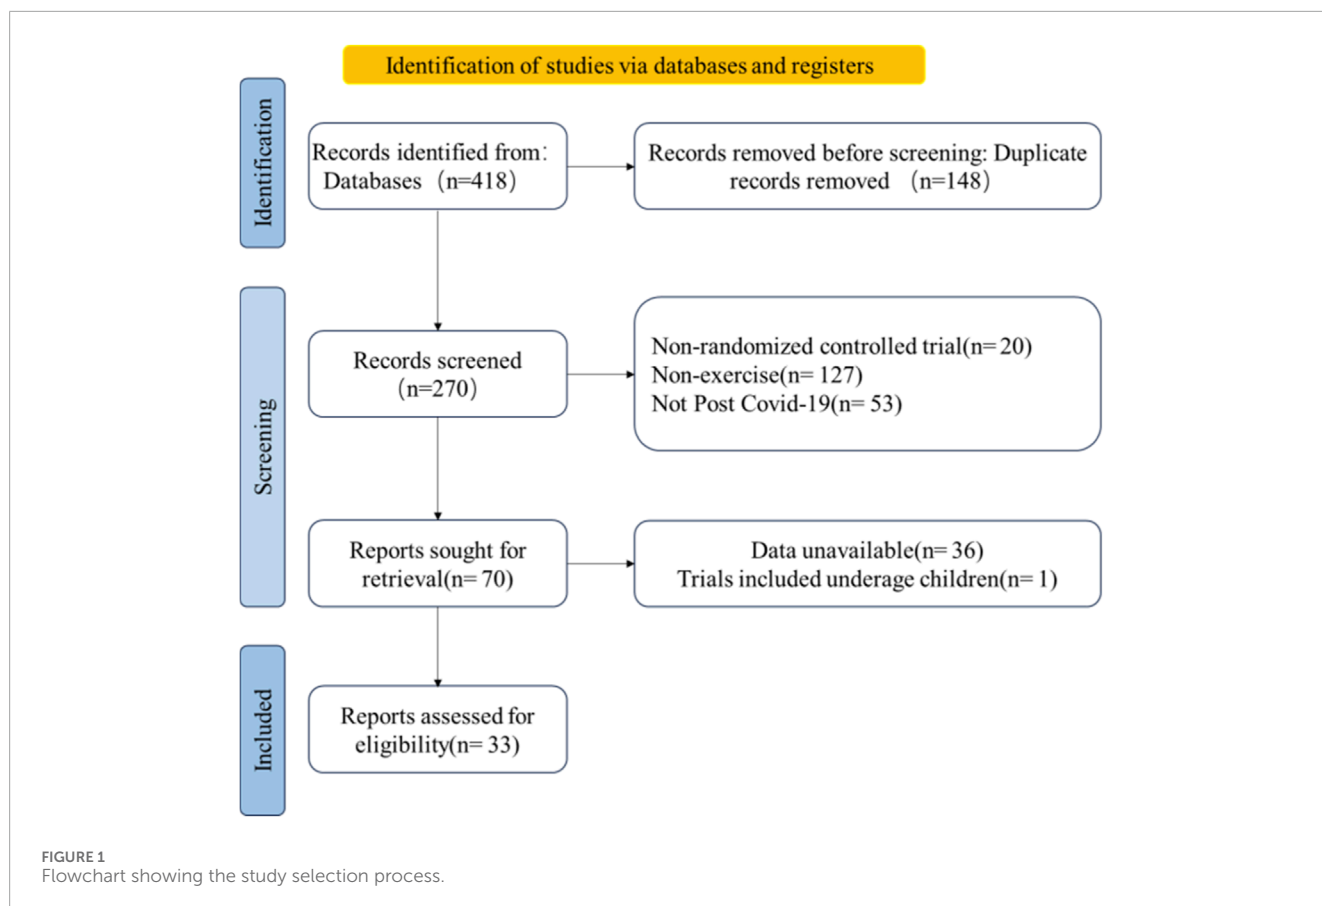 Identification of studies via databases and registers
Identification
Records identified from:
Databases (n=418)
Records removed before screening: Duplicate
records removed (n=148)
Screening
Records screened
(n=270)
Non-randomized controlled trial(n= 20)
Non-exercise(n= 127)
Not Post Covid-19(n= 53)
Reports sought for
retrieval(n= 70)
Data unavailable(n= 36)
Trials included underage children(n= 1)
Included
Reports assessed for
eligibility(n= 33)
FIGURE 1
Flowchart showing the study selection process.